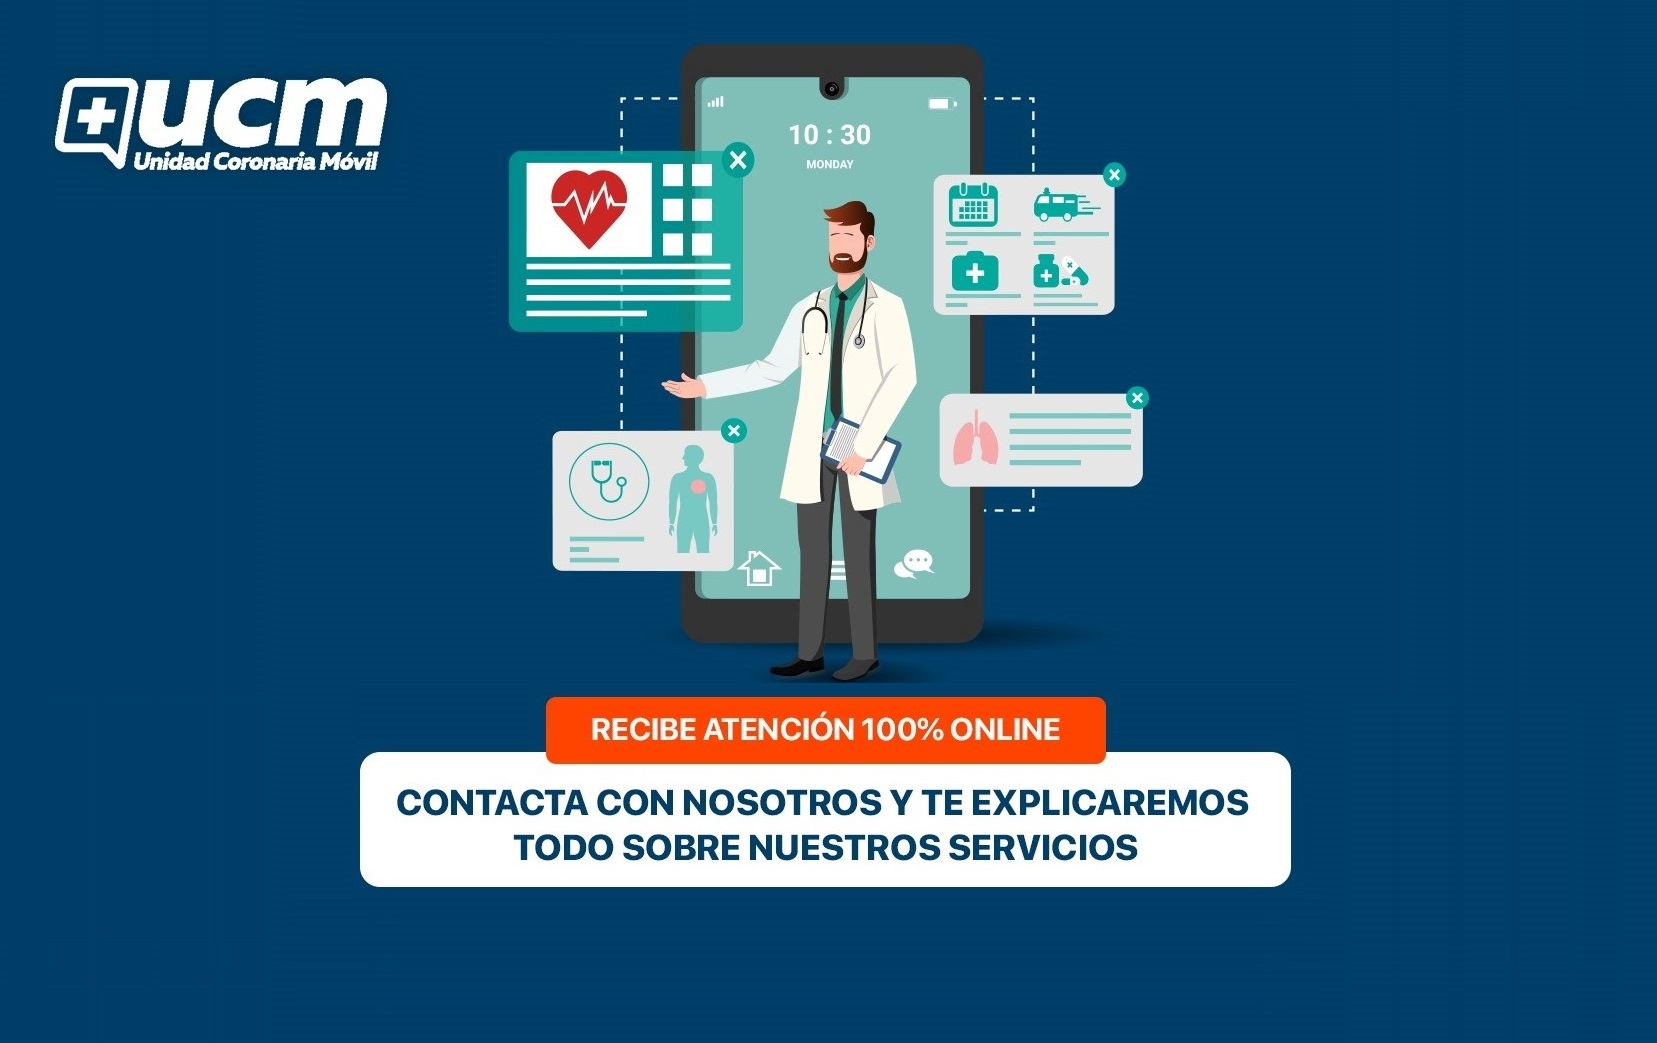 ucm
Unidad Coronaria Móvil
10 : 30
MONDAY
RECIBE ATENCIÓN 100% ONLINE
CONTACTA CON NOSOTROS Y TE EXPLICAREMOS
TODO SOBRE NUESTROS SERVICIOS